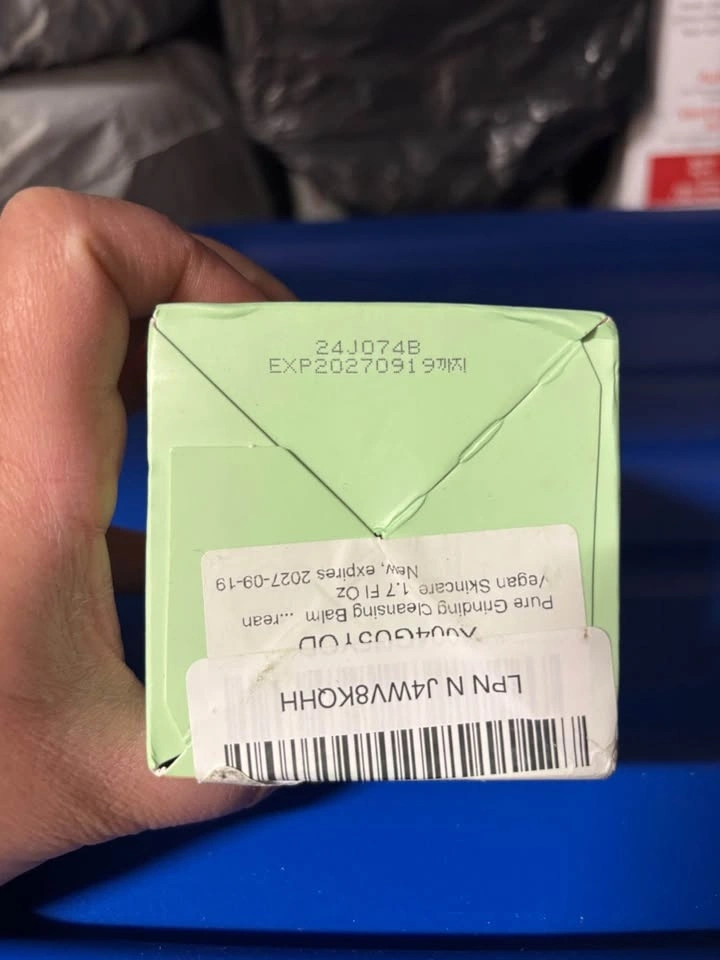 24J074B
EXP20270919까지
LPN N J4WV8KQHH
Pure Grinding Cleansing Balm ...rean
Vegan Skincare 1.7 Fl Oz
New, expires 2027-09-19